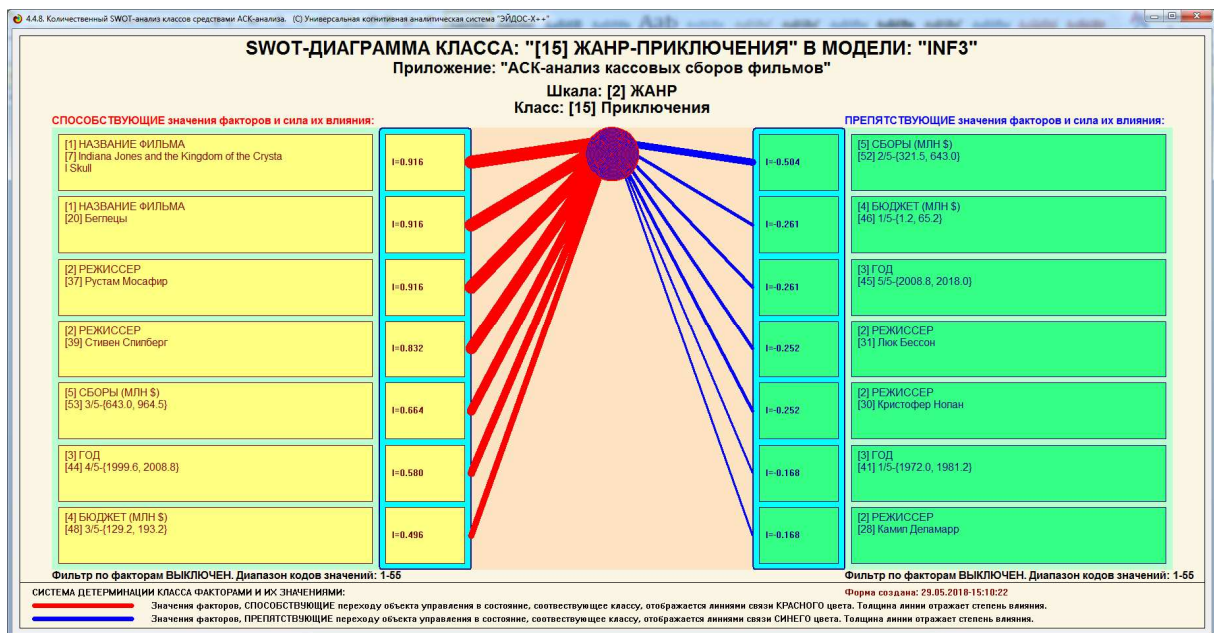 4.4.8. Количественный SWOT-анализ классов средствами АСК-анализа. (C) Универсальная когнитивная аналитическая система "ЭЙДОС-X++"
SWOT-ДИАГРАММА КЛАССА: "[15] ЖАНР-ПРИКЛЮЧЕНИЯ" В МОДЕЛИ: "INF3"
Приложение: "АСК-анализ кассовых сборов фильмов"
Шкала: [2] ЖАНР
Класс: [15] Приключения
СПОСОБСТВУЮЩИЕ значения факторов и сила их влияния:
[1] НАЗВАНИЕ ФИЛЬМА
[7] Indiana Jones and the Kingdom of the Crysta
l Skull
I=0.916
[1] НАЗВАНИЕ ФИЛЬМА
[20] Беглецы
I=0.916
[2] РЕЖИССЕР
[37] Рустам Мосафир
I=0.916
[2] РЕЖИССЕР
[39] Стивен Спилберг
I=0.832
[5] СБОРЫ (МЛН $)
[53] 3/5-{643.0, 964.5}
I=0.664
[3] ГОД
[44] 4/5-{1999.6, 2008.8}
I=0.580
[4] БЮДЖЕТ (МЛН $)
[48] 3/5-{129.2, 193.2}
I=0.496
Фильтр по факторам ВЫКЛЮЧЕН. Диапазон кодов значений: 1-55
ПРЕПЯТСТВУЮЩИЕ значения факторов и сила их влияния:
I=-0.504
[5] СБОРЫ (МЛН $)
[52] 2/5-{321.5, 643.0}
I=-0.261
[4] БЮДЖЕТ (МЛН $)
[46] 1/5-{1.2, 65.2}
I=-0.261
[3] ГОД
[45] 5/5-{2008.8, 2018.0}
I=-0.252
[2] РЕЖИССЕР
[31] Люк Бессон
I=-0.252
[2] РЕЖИССЕР
[30] Кристофер Нолан
I=-0.168
[3] ГОД
[41] 1/5-{1972.0, 1981.2}
I=-0.168
[2] РЕЖИССЕР
[28] Камил Деламарр
Фильтр по факторам ВЫКЛЮЧЕН. Диапазон кодов значений: 1-55
СИСТЕМА ДЕТЕРМИНАЦИИ КЛАССА ФАКТОРАМИ И ИХ ЗНАЧЕНИЯМИ:
Форма создана: 29.05.2018-15:10:22
Значения факторов, СПОСОБСТВУЮЩИЕ переходу объекта управления в состояние, соотвествующее классу, отображается линиями связи КРАСНОГО цвета. Толщина линии отражает степень влияния.
Значения факторов, ПРЕПЯТСТВУЮЩИЕ переходу объекта управления в состояние, соотвествующее классу, отображается линиями связи СИНЕГО цвета. Толщина линии отражает степень влияния.